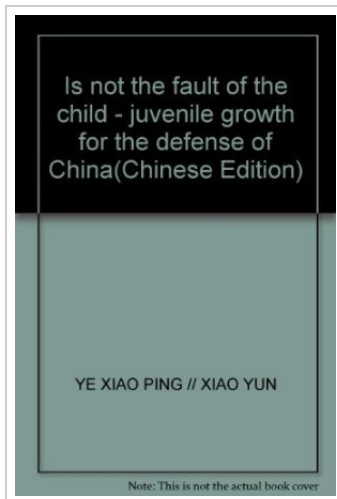 Is not the fault of the
child - juvenile growth
for the defense of
China(Chinese Edition)
YE XIAO PING // XIAO YUN
Note: This is not the actual book cover